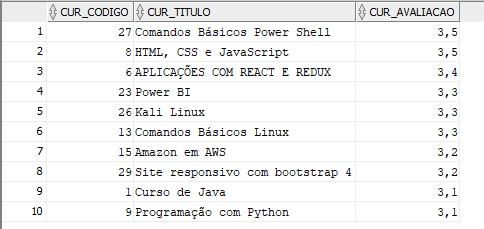 CUR_CODIGO CUR_TITULO CUR_AVALIACAO
1 27 Comandos Básicos Power Shell 3,5
2 8 HTML, CSS e JavaScript 3,5
3 6 APLICAÇÕES COM REACT E REDUX 3,4
4 23 Power BI 3,3
5 26 Kali Linux 3,3
6 13 Comandos Básicos Linux 3,3
7 15 Amazon em AWS 3,2
8 29 Site responsivo com bootstrap 4 3,2
9 1 Curso de Java 3,1
10 9 Programação com Python 3,1